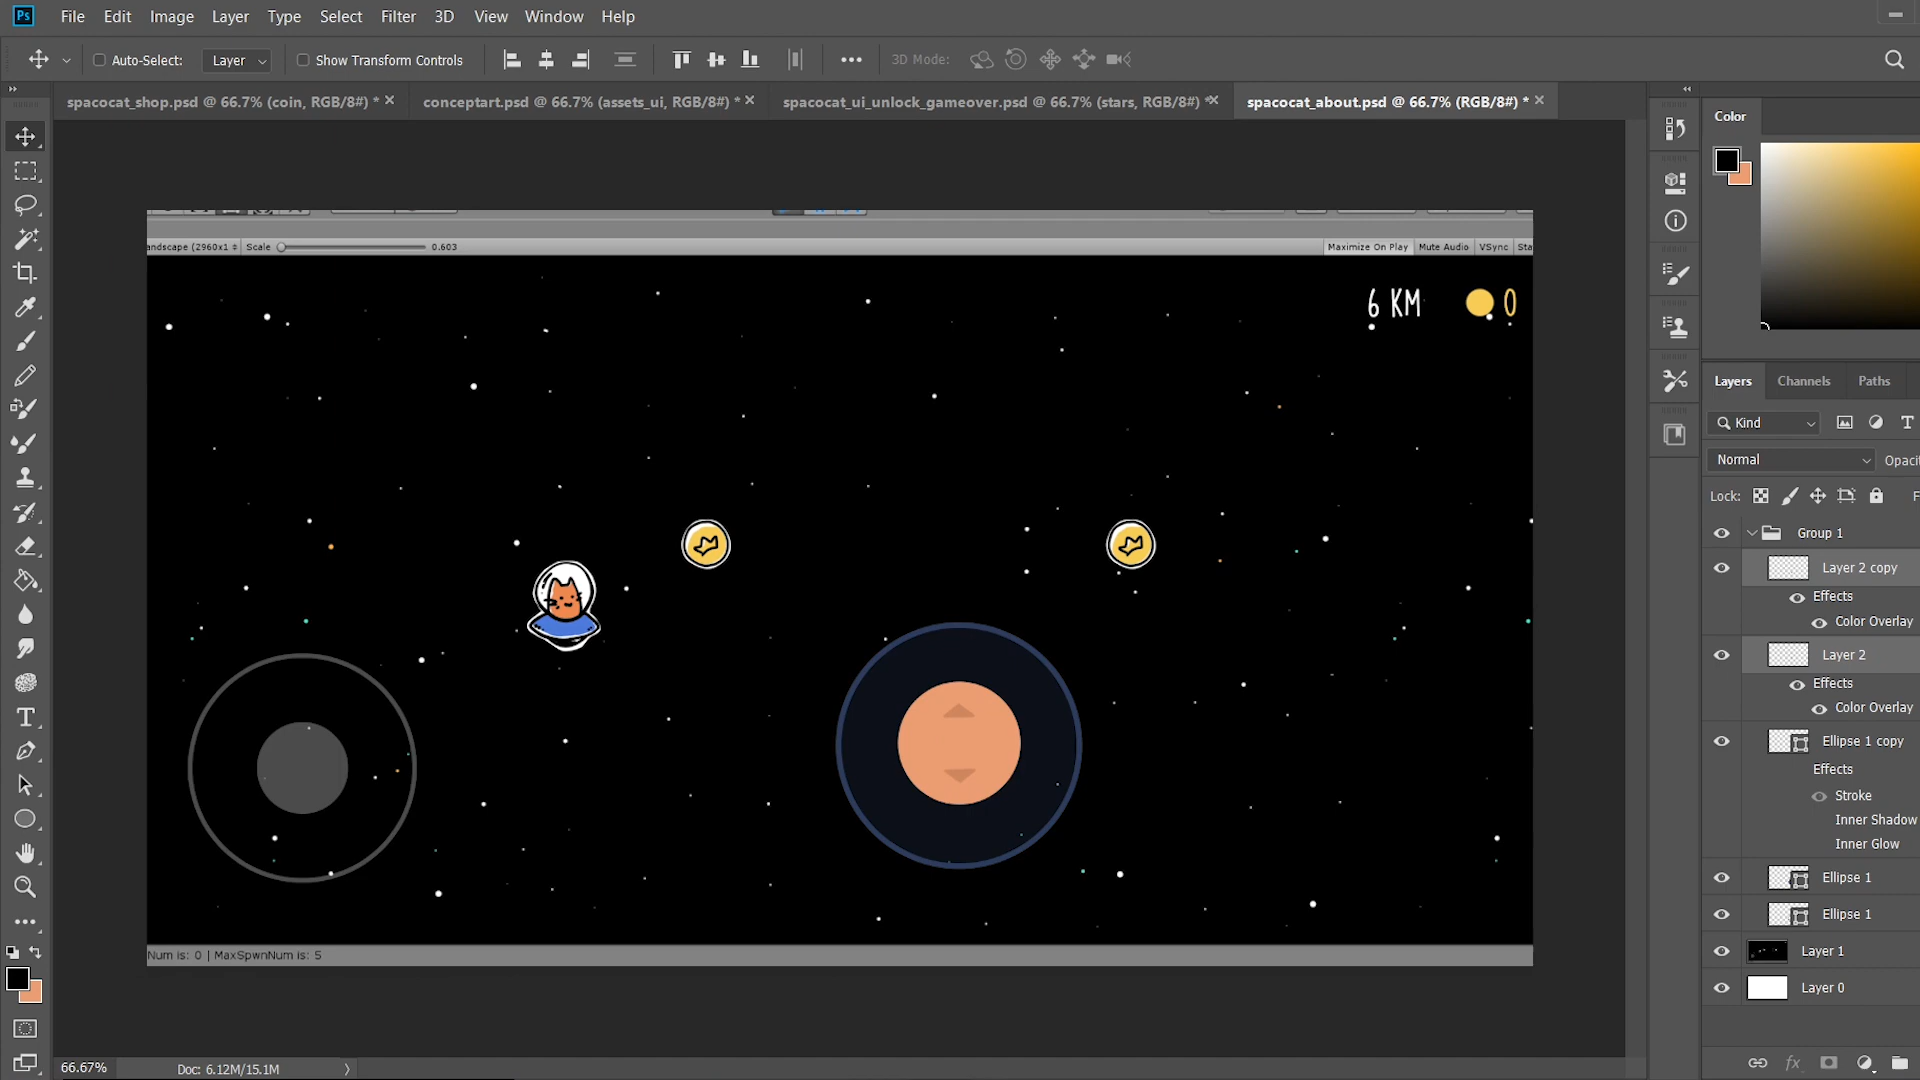 Ps File Edit Image Layer Type Select Filter 3D View Window Help
Auto-Select: Layer Show Transform Controls 3D Mode:
spacocat_shop.psd @ 66.7% (coin, RGB/8#) * conceptart.psd @ 66.7% (assets_ui, RGB/8#) * spacocat_ui_unlock_gameover.psd @ 66.7% (stars, RGB/8#) * spacocat_about.psd @ 66.7% (RGB/8#) *
Color
andscape (2960x1 Scale 0.603 Maximize On Play Mute Audio VSync Sta
6 KM 0
Layers Channels Paths
Kind
Normal Opaci
Lock: F
Group 1
Layer 2 copy
Effects
Color Overlay
Layer 2
Effects
Color Overlay
Ellipse 1 copy
Effects
Stroke
Inner Shadow
Inner Glow
Ellipse 1
Ellipse 1
Layer 1
Layer 0
Num is: 0 | MaxSpwnNum is: 5
66.67% Doc: 6.12M/15.1M
fx